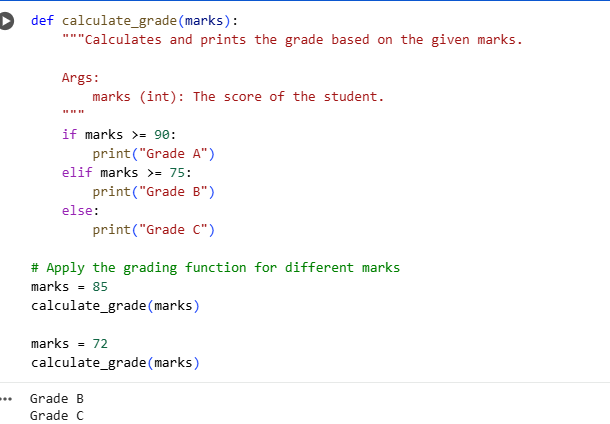 def calculate_grade(marks):
    """Calculates and prints the grade based on the given marks.

    Args:
        marks (int): The score of the student.
    """
    if marks >= 90:
        print("Grade A")
    elif marks >= 75:
        print("Grade B")
    else:
        print("Grade C")

# Apply the grading function for different marks
marks = 85
calculate_grade(marks)

marks = 72
calculate_grade(marks)

Grade B
Grade C